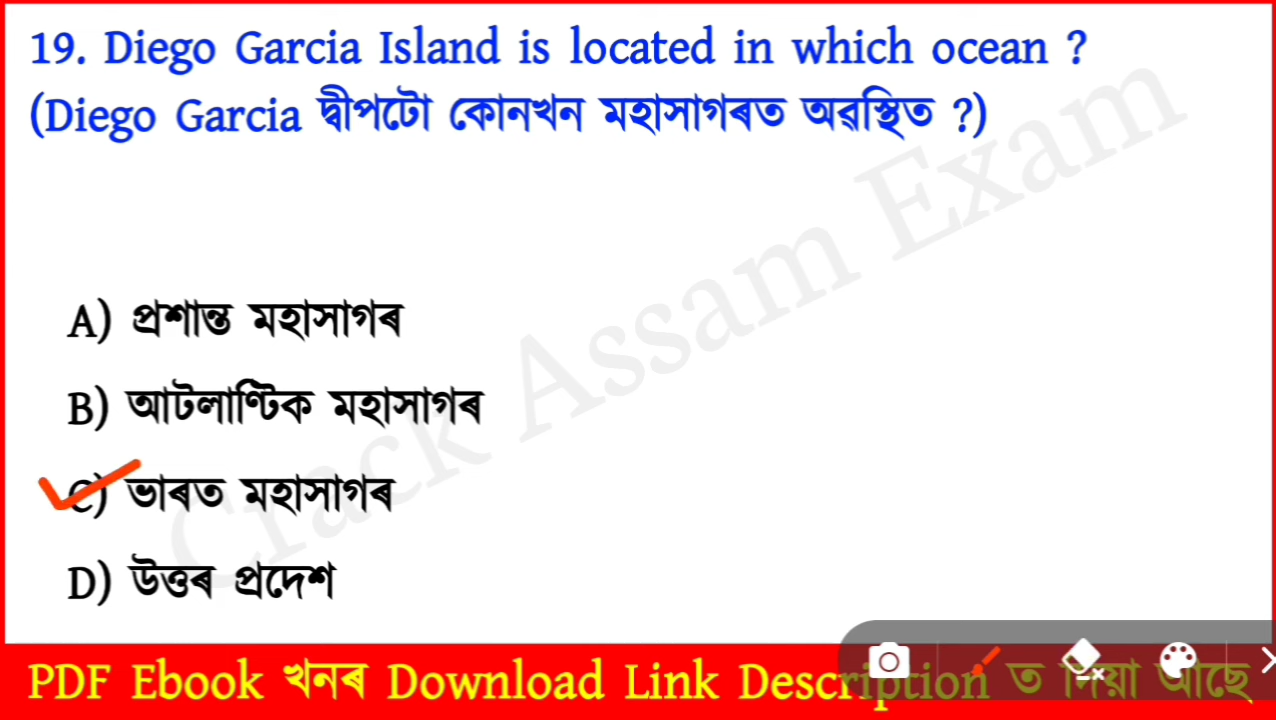 19. Diego Garcia Island is located in which ocean ?
(Diego Garcia দ্বীপটো কোনখন মহাসাগৰত অৱস্থিত ?)
A) প্ৰশান্ত মহাসাগৰ
B) আটলাণ্টিক মহাসাগৰ
C) ভাৰত মহাসাগৰ
D) উত্তৰ প্ৰদেশ
Crack Assam Exam
PDF Ebook খনৰ Download Link Description ত দিয়া আছে